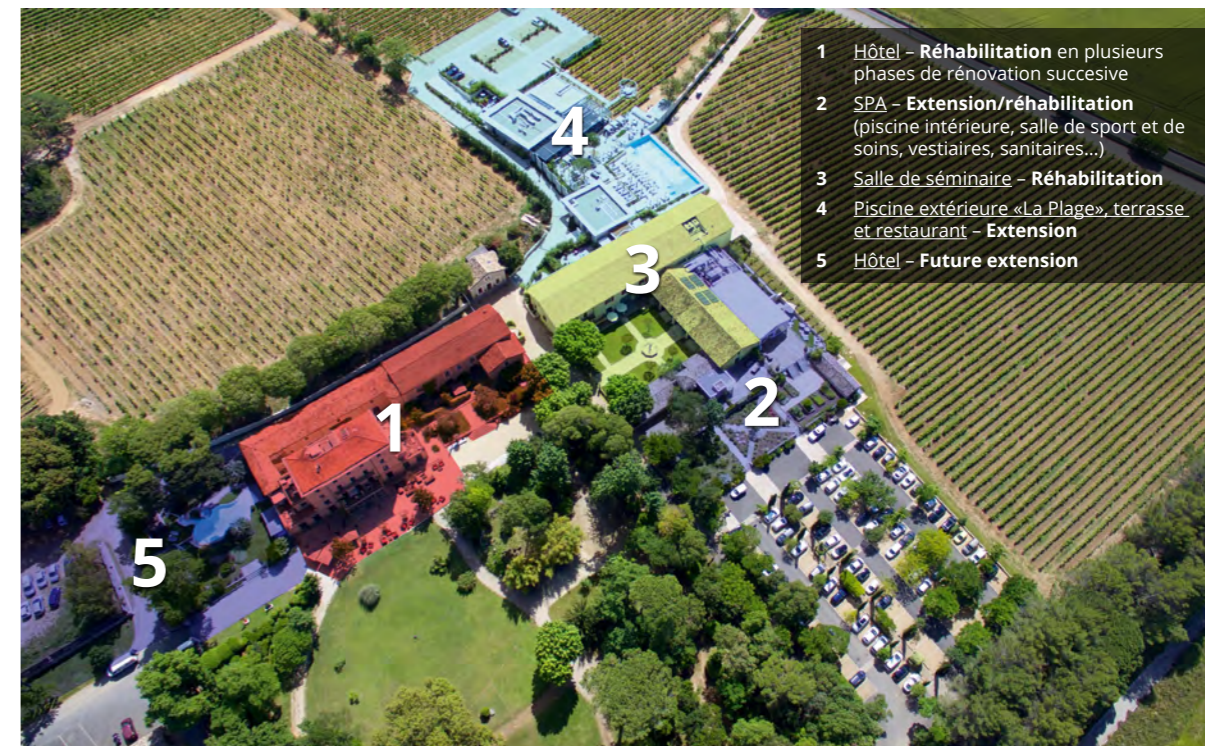 1 Hôtel – Réhabilitation en plusieurs
phases de rénovation succesive
2 SPA – Extension/réhabilitation
(piscine intérieure, salle de sport et de
soins, vestiaires, sanitaires...)
3 Salle de séminaire – Réhabilitation
4 Piscine extérieure «La Plage», terrasse
et restaurant – Extension
5 Hôtel – Future extension
4
3
2
1
5